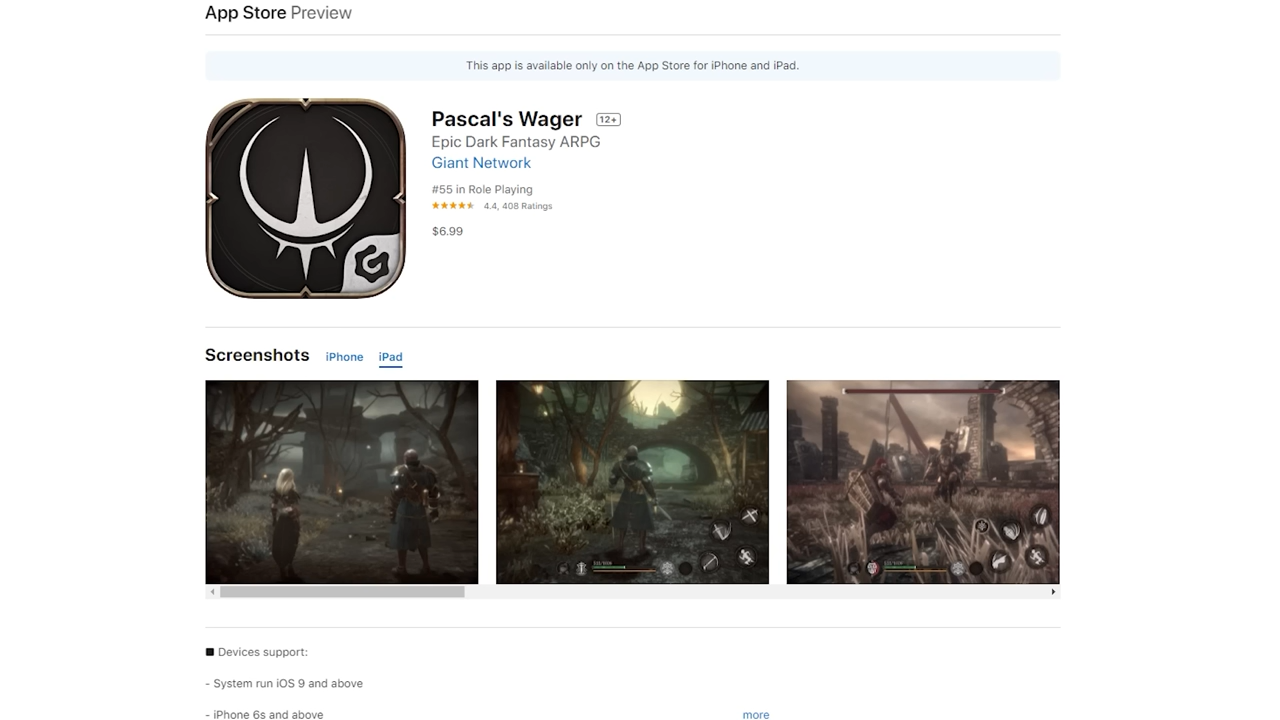 App Store Preview
This app is available only on the App Store for iPhone and iPad.
Pascal's Wager 12+
Epic Dark Fantasy ARPG
Giant Network
#55 in Role Playing
4.4, 408 Ratings
$6.99
Screenshots iPhone iPad
Devices support:
- System run iOS 9 and above
- iPhone 6s and above more